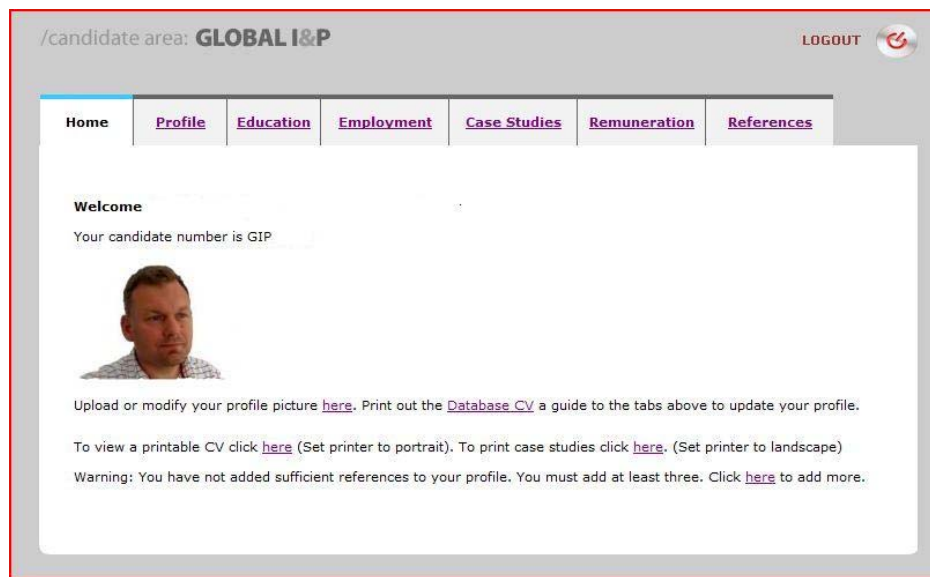 /candidate area: GLOBAL I&P
LOGOUT
Home Profile Education Employment Case Studies Remuneration References
Welcome
Your candidate number is GIP
Upload or modify your profile picture here. Print out the Database CV a guide to the tabs above to update your profile.
To view a printable CV click here (Set printer to portrait). To print case studies click here. (Set printer to landscape)
Warning: You have not added sufficient references to your profile. You must add at least three. Click here to add more.